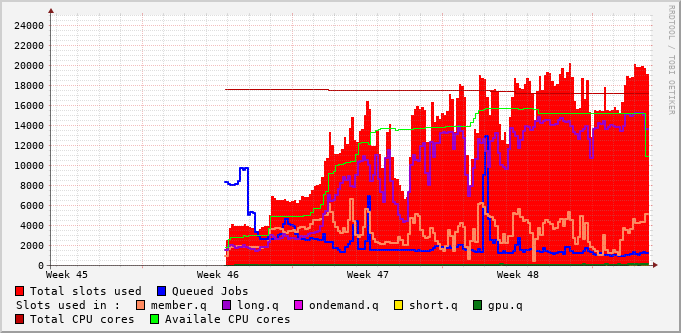 24000
22000
20000
18000
16000
14000
12000
10000
8000
6000
4000
2000
0
Week 45 Week 46 Week 47 Week 48
RRDTOOL / TOBI OETIKER
Total slots used Queued Jobs
Slots used in : member.q long.q ondemand.q short.q gpu.q
Total CPU cores Availale CPU cores